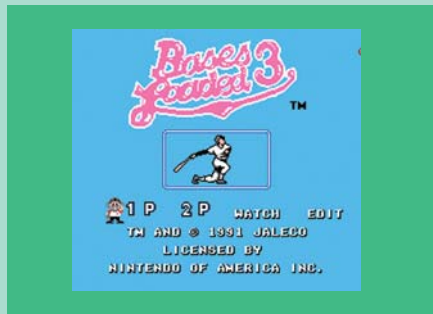 Bases
Loaded 3
TM
1P 2P WATCH EDIT
TM AND © 1991 JALECO
LICENSED BY
NINTENDO OF AMERICA INC.